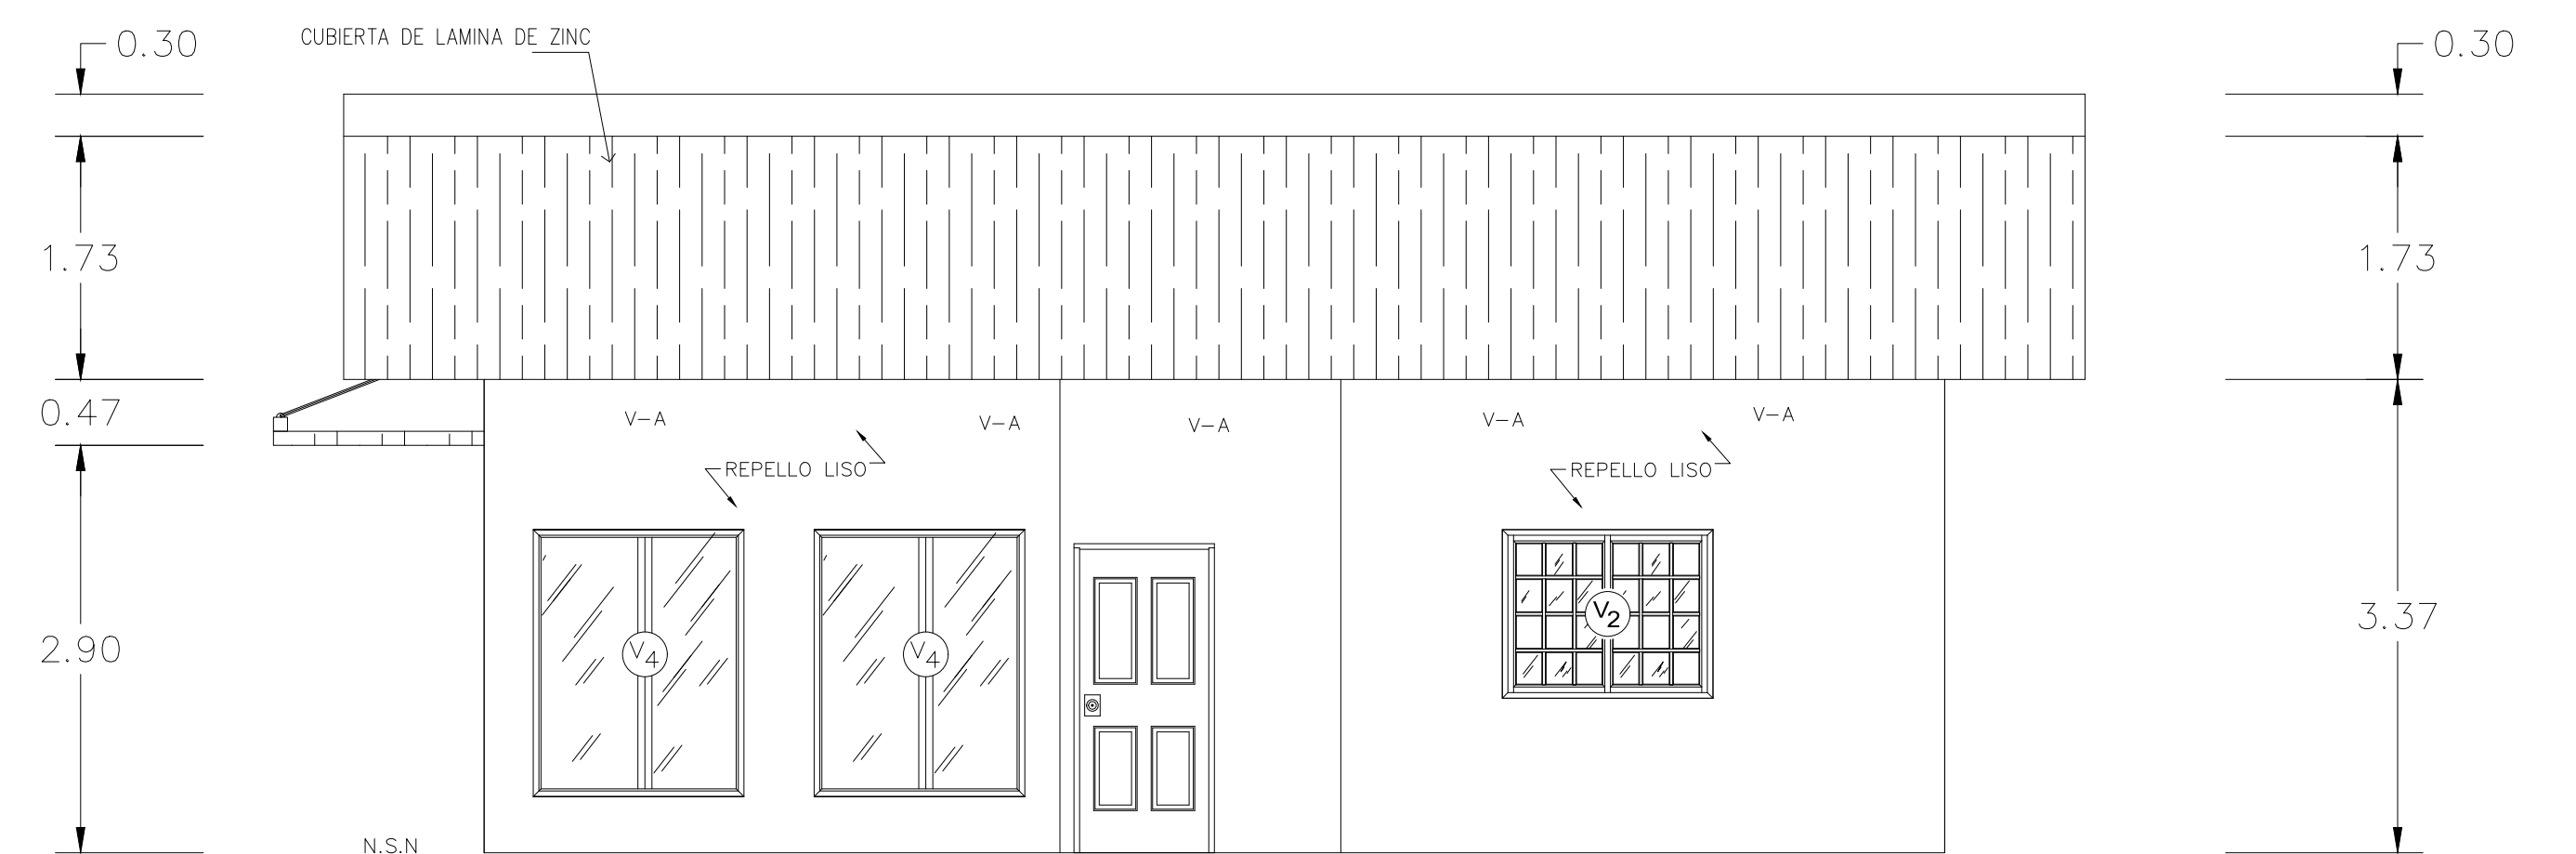 0.30
CUBIERTA DE LAMINA DE ZINC
0.30
1.73
1.73
0.47
V-A
V-A
V-A
V-A
V-A
REPELLO LISO
REPELLO LISO
2.90
V4
V4
V2
3.37
N.S.N